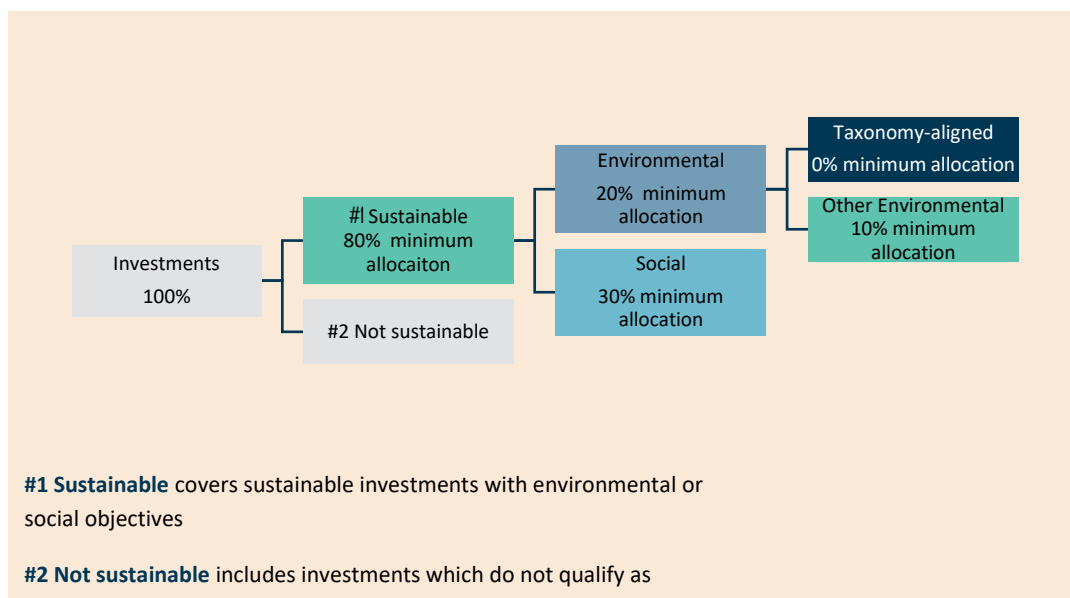 Investments
100%
#l Sustainable
80% minimum
allocaiton
#2 Not sustainable
Environmental
20% minimum
allocation
Social
30% minimum
allocation
Taxonomy-aligned
0% minimum allocation
Other Environmental
10% minimum
allocation
#1 Sustainable covers sustainable investments with environmental or
social objectives
#2 Not sustainable includes investments which do not qualify as